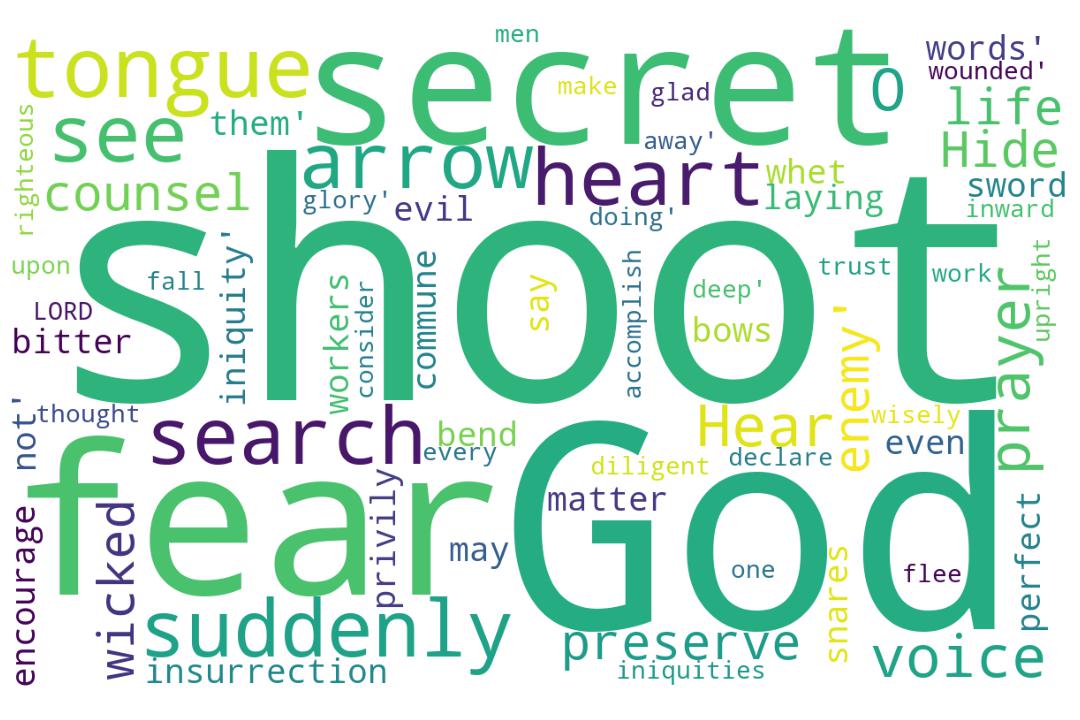 men
tongue
secret
O
words'
wounded'
make
glad
see
them'
life
Hide
righteous
counsel
arrow
heart
away'
whet
laying
sword
inward
glory'
evil
doing'
shoot
upon
fall
iniquity'
workers
consider
commune
say
accomplish
deep'
bows
trust
work
prayer
upright
LORD
bitter
not'
thought
search
bend
every
Hear
enemy'
wisely
even
diligent
declare
fear
God
matter
privily
may
one
flee
encourage
wicked
suddenly
insurrection
preserve
iniquities
snares
voice
perfect